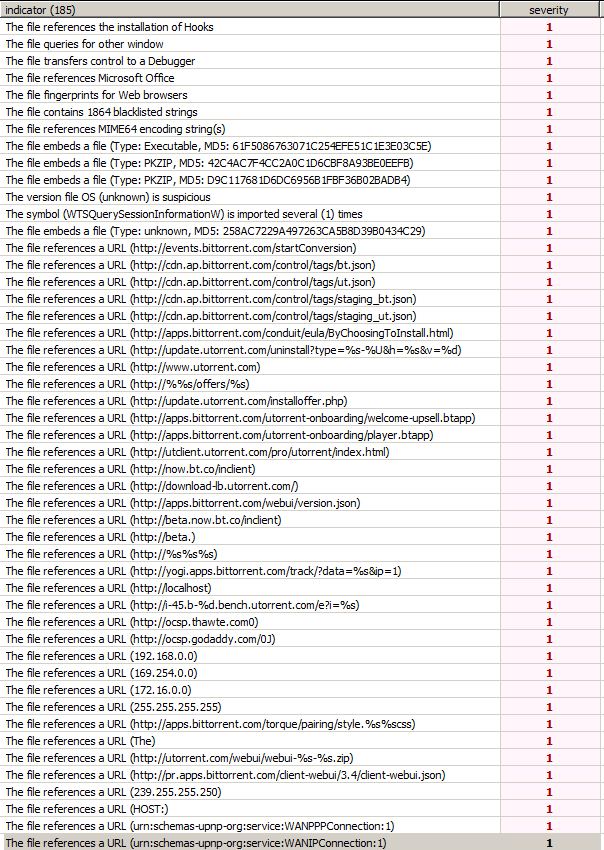 indicator (185) severity
The file references the installation of Hooks 1
The file queries for other window 1
The file transfers control to a Debugger 1
The file references Microsoft Office 1
The file fingerprints for Web browsers 1
The file contains 1864 blacklisted strings 1
The file references MIME64 encoding string(s) 1
The file embeds a file (Type: Executable, MD5: 61F5086763071C254EFE51C1E3E03C5E) 1
The file embeds a file (Type: PKZIP, MD5: 42C4AC7F4CC2A0C1D6CBF8A93BE0EEFB) 1
The file embeds a file (Type: PKZIP, MD5: D9C117681D6DC6956B1FBF36B02BADB4) 1
The version file OS (unknown) is suspicious 1
The symbol (WTSQuerySessionInformationW) is imported several (1) times 1
The file embeds a file (Type: unknown, MD5: 258AC7229A497263CA5B8D39B0434C29) 1
The file references a URL (http://events.bittorrent.com/startConversion) 1
The file references a URL (http://cdn.ap.bittorrent.com/control/tags/bt.json) 1
The file references a URL (http://cdn.ap.bittorrent.com/control/tags/ut.json) 1
The file references a URL (http://cdn.ap.bittorrent.com/control/tags/staging_bt.json) 1
The file references a URL (http://cdn.ap.bittorrent.com/control/tags/staging_ut.json) 1
The file references a URL (http://apps.bittorrent.com/conduit/eula/ByChoosingToInstall.html) 1
The file references a URL (http://update.utorrent.com/uninstall?type=%s-%U&h=%s&v=%d) 1
The file references a URL (http://www.utorrent.com) 1
The file references a URL (http://%%s/offers/%s) 1
The file references a URL (http://update.utorrent.com/installoffer.php) 1
The file references a URL (http://apps.bittorrent.com/utorrent-onboarding/welcome-upsell.btapp) 1
The file references a URL (http://apps.bittorrent.com/utorrent-onboarding/player.btapp) 1
The file references a URL (http://utclient.utorrent.com/pro/utorrent/index.html) 1
The file references a URL (http://now.bt.co/inclient) 1
The file references a URL (http://download-lb.utorrent.com/) 1
The file references a URL (http://apps.bittorrent.com/webui/version.json) 1
The file references a URL (http://beta.now.bt.co/inclient) 1
The file references a URL (http://beta.) 1
The file references a URL (http://%s%s%s) 1
The file references a URL (http://yogi.apps.bittorrent.com/track/?data=%s&ip=1) 1
The file references a URL (http://localhost) 1
The file references a URL (http://i-45.b-%d.bench.utorrent.com/e?i=%s) 1
The file references a URL (http://ocsp.thawte.com0) 1
The file references a URL (http://ocsp.godaddy.com/0J) 1
The file references a URL (192.168.0.0) 1
The file references a URL (169.254.0.0) 1
The file references a URL (172.16.0.0) 1
The file references a URL (255.255.255.255) 1
The file references a URL (http://apps.bittorrent.com/torque/pairing/style.%s%scss) 1
The file references a URL (The) 1
The file references a URL (http://utorrent.com/webui/webui-%s-%s.zip) 1
The file references a URL (http://pr.apps.bittorrent.com/client-webui/3.4/client-webui.json) 1
The file references a URL (239.255.255.250) 1
The file references a URL (HOST:) 1
The file references a URL (urn:schemas-upnp-org:service:WANPPPConnection:1) 1
The file references a URL (urn:schemas-upnp-org:service:WANIPConnection:1) 1